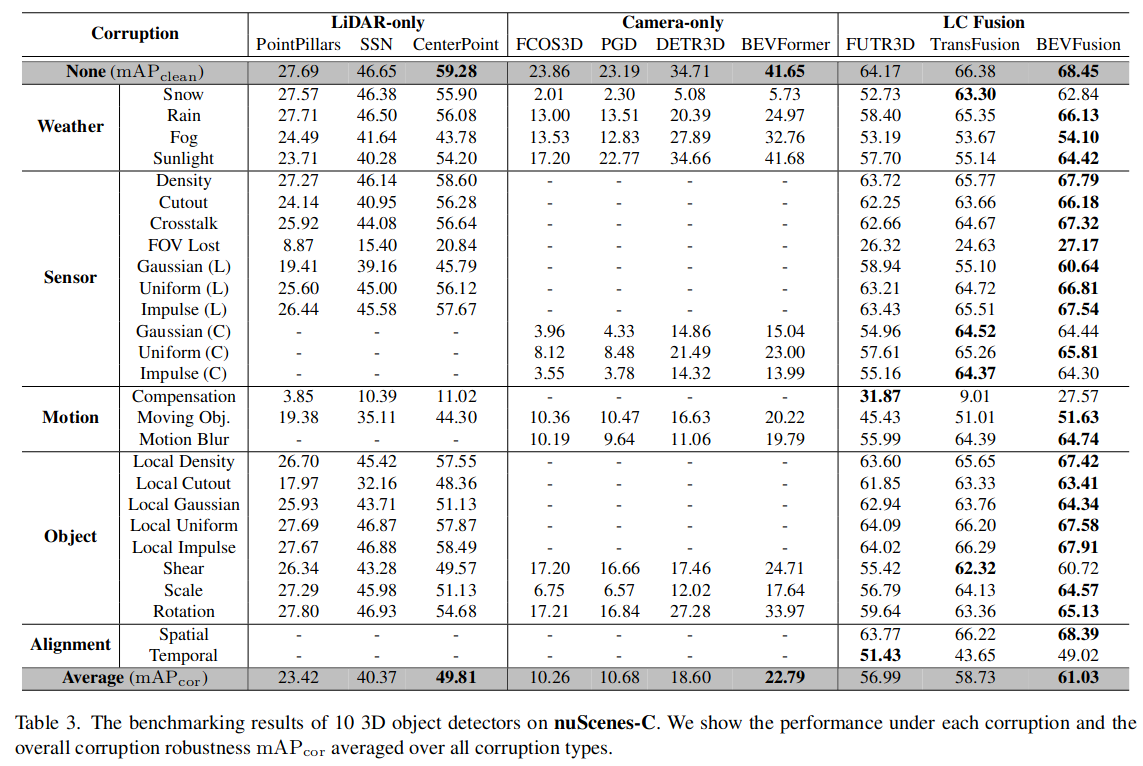 Corruption LiDAR-only Camera-only LC Fusion
PointPillars SSN CenterPoint FCOS3D PGD DETR3D BEVFormer FUTR3D TransFusion BEVFusion
None (mAPclean) 27.69 46.65 59.28 23.86 23.19 34.71 41.65 64.17 66.38 68.45
Weather Snow 27.57 46.38 55.90 2.01 2.30 5.08 5.73 52.73 63.30 62.84
Rain 27.71 46.50 56.08 13.00 13.51 20.39 24.97 58.40 65.35 66.13
Fog 24.49 41.64 43.78 13.53 12.83 27.89 32.76 53.19 53.67 54.10
Sunlight 23.71 40.28 54.20 17.20 22.77 34.66 41.68 57.70 55.14 64.42
Sensor Density 27.27 46.14 58.60 - - - - 63.72 65.77 67.79
Cutout 24.14 40.95 56.28 - - - - 62.25 63.66 66.18
Crosstalk 25.92 44.08 56.64 - - - - 62.66 64.67 67.32
FOV Lost 8.87 15.40 20.84 - - - - 26.32 24.63 27.17
Gaussian (L) 19.41 39.16 45.79 - - - - 58.94 55.10 60.64
Uniform (L) 25.60 45.00 56.12 - - - - 63.21 64.72 66.81
Impulse (L) 26.44 45.58 57.67 - - - - 63.43 65.51 67.54
Gaussian (C) - - - 3.96 4.33 14.86 15.04 54.96 64.52 64.44
Uniform (C) - - - 8.12 8.48 21.49 23.00 57.61 65.26 65.81
Impulse (C) - - - 3.55 3.78 14.32 13.99 55.16 64.37 64.30
Motion Compensation 3.85 10.39 11.02 - - - - 31.87 9.01 27.57
Moving Obj. 19.38 35.11 44.30 10.36 10.47 16.63 20.22 45.43 51.01 51.63
Motion Blur - - - 10.19 9.64 11.06 19.79 55.99 64.39 64.74
Object Local Density 26.70 45.42 57.55 - - - - 63.60 65.65 67.42
Local Cutout 17.97 32.16 48.36 - - - - 61.85 63.33 63.41
Local Gaussian 25.93 43.71 51.13 - - - - 62.94 63.76 64.34
Local Uniform 27.69 46.87 57.87 - - - - 64.09 66.20 67.58
Local Impulse 27.67 46.88 58.49 - - - - 64.02 66.29 67.91
Shear 26.34 43.28 49.57 17.20 16.66 17.46 24.71 55.42 62.32 60.72
Scale 27.29 45.98 51.13 6.75 6.57 12.02 17.64 56.79 64.13 64.57
Rotation 27.80 46.93 54.68 17.21 16.84 27.28 33.97 59.64 63.36 65.13
Alignment Spatial - - - - - - - 63.77 66.22 68.39
Temporal - - - - - - - 51.43 43.65 49.02
Average (mAPcor) 23.42 40.37 49.81 10.26 10.68 18.60 22.79 56.99 58.73 61.03
Table 3. The benchmarking results of 10 3D object detectors on nuScenes-C. We show the performance under each corruption and the
overall corruption robustness mAPcor averaged over all corruption types.